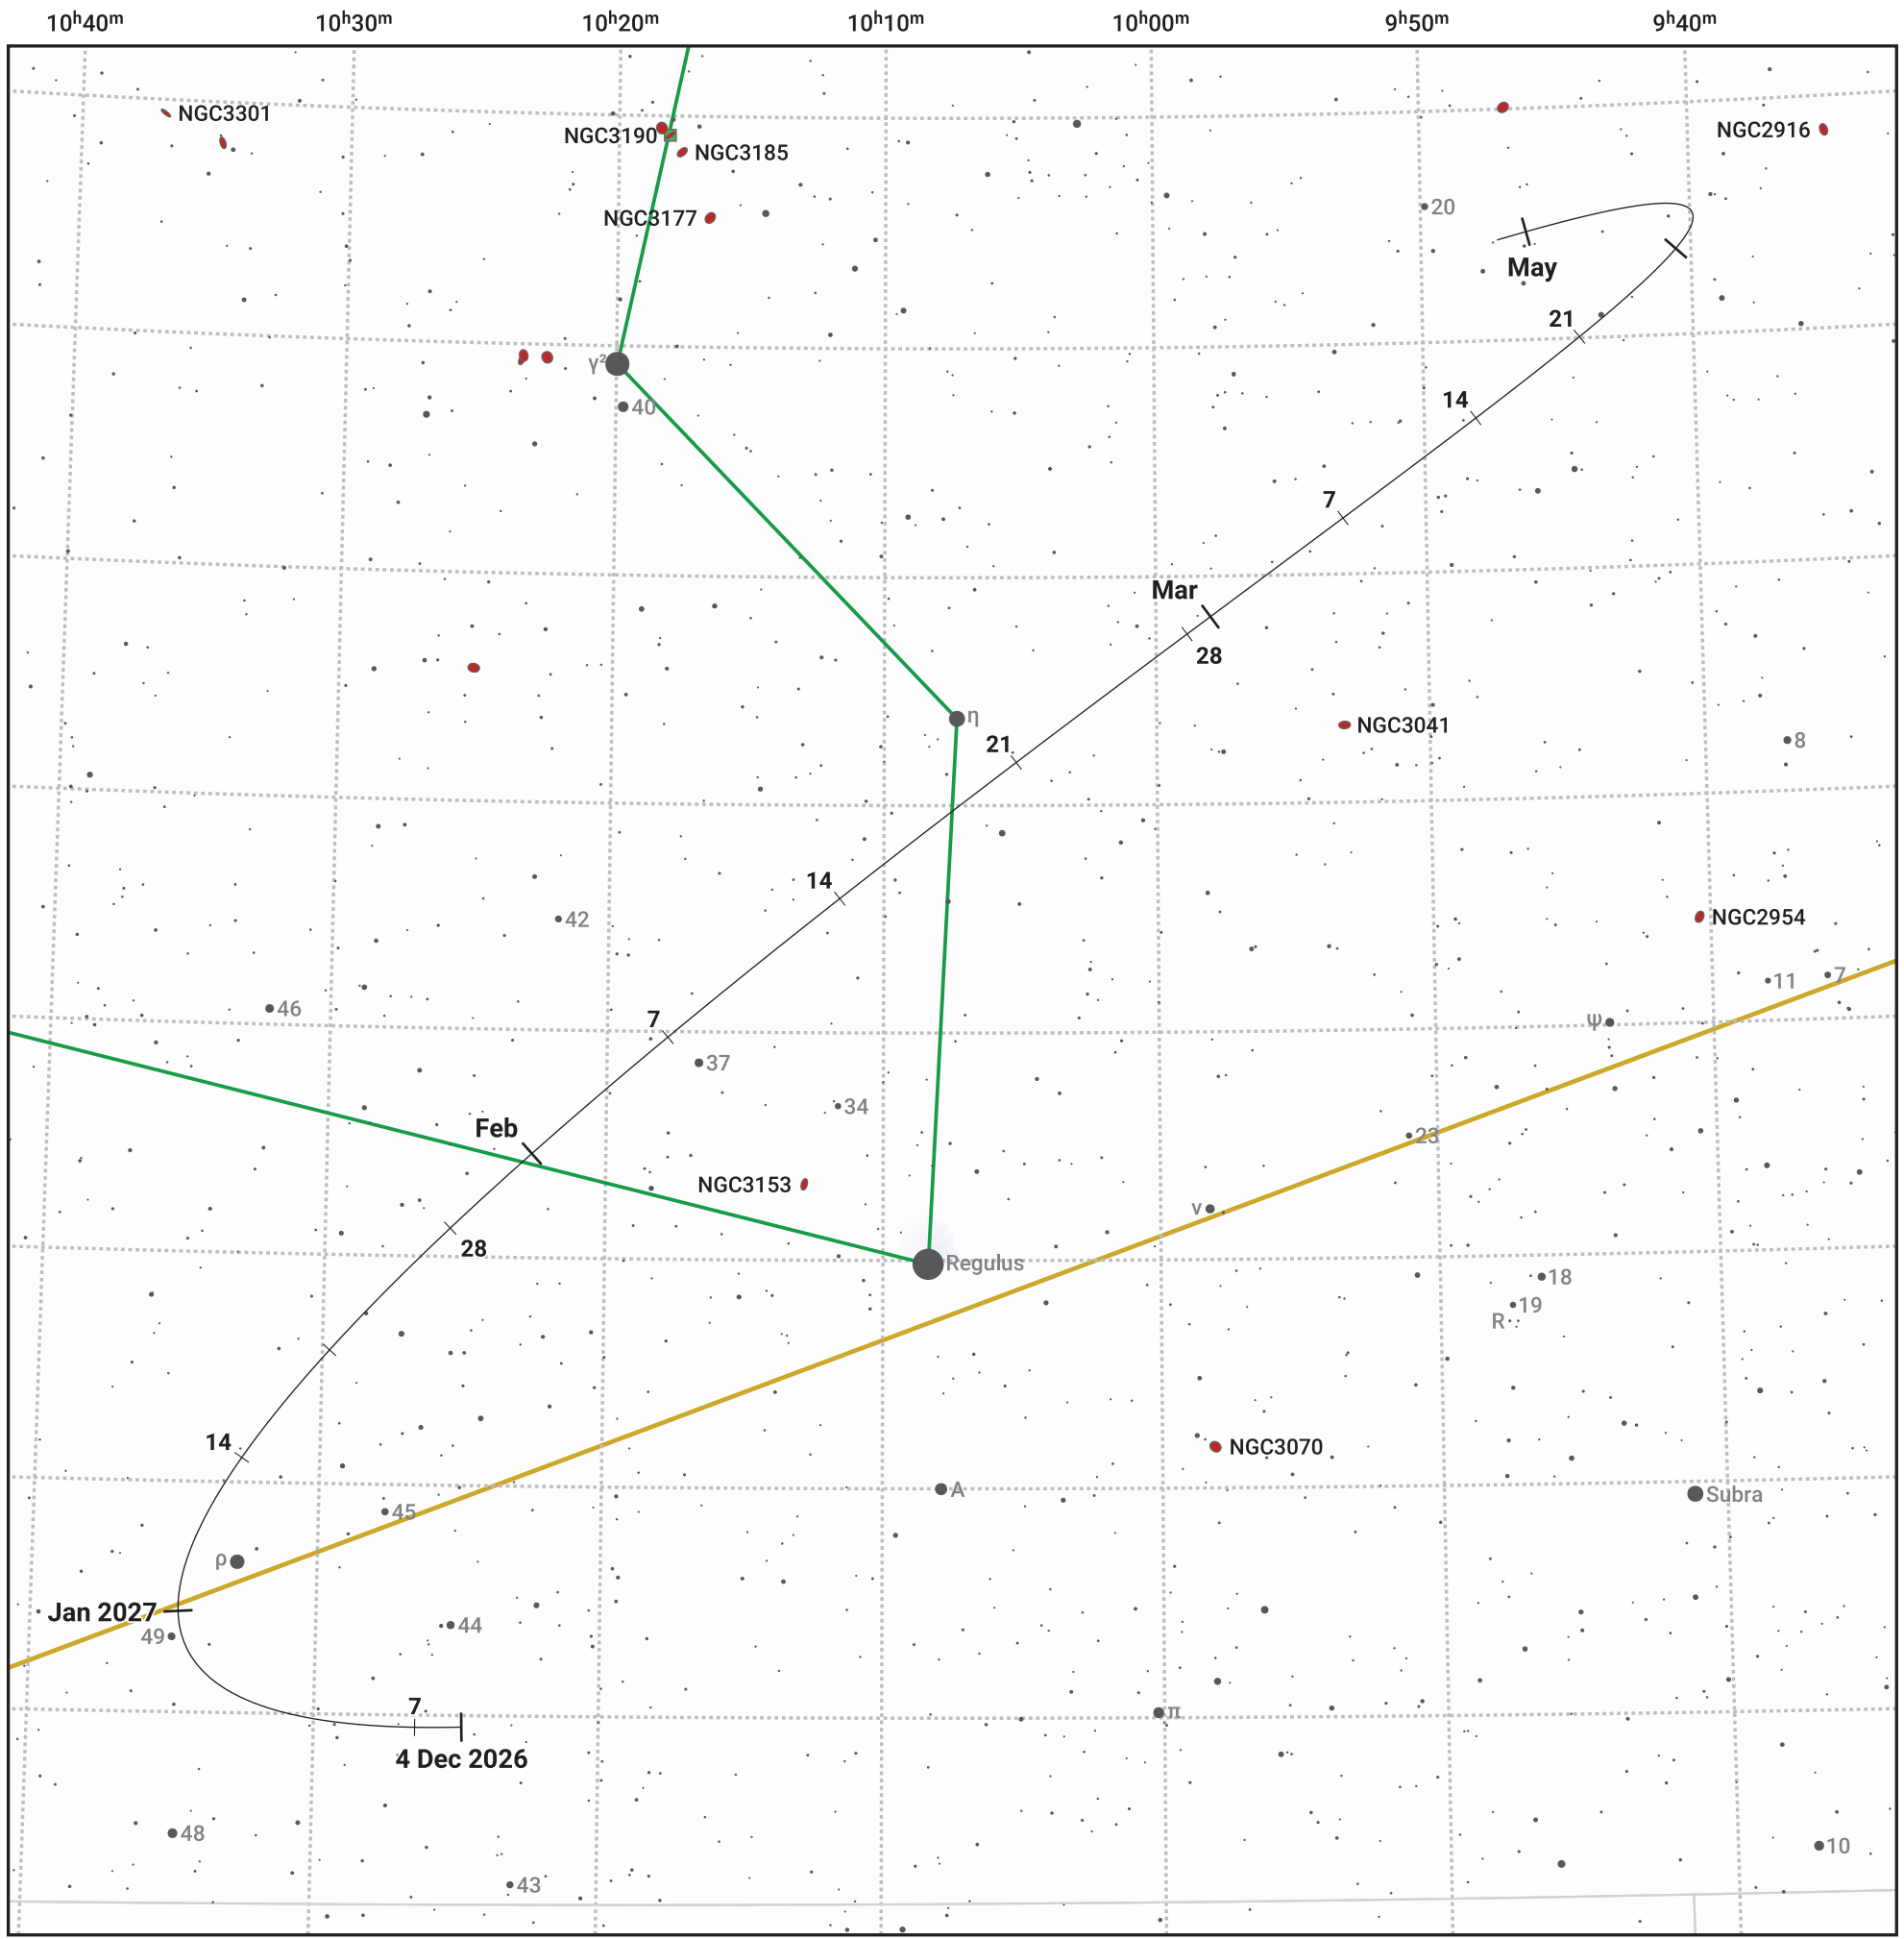 10ʰ40ᵐ 10ʰ30ᵐ 10ʰ20ᵐ 10ʰ10ᵐ 10ʰ00ᵐ 9ʰ50ᵐ 9ʰ40ᵐ
NGC3301
NGC2916
NGC3190
NGC3185
20
NGC3177
May
21
γ²
14
40
7
Mar
28
η
NGC3041
8
21
14
NGC2954
42
7
11
46
7
ψ
37
34
Feb
23
NGC3153
ν
28
Regulus
18
19
R
14
NGC3070
A
Subra
45
ρ
Jan 2027
49
44
7
π
4 Dec 2026
48
10
43